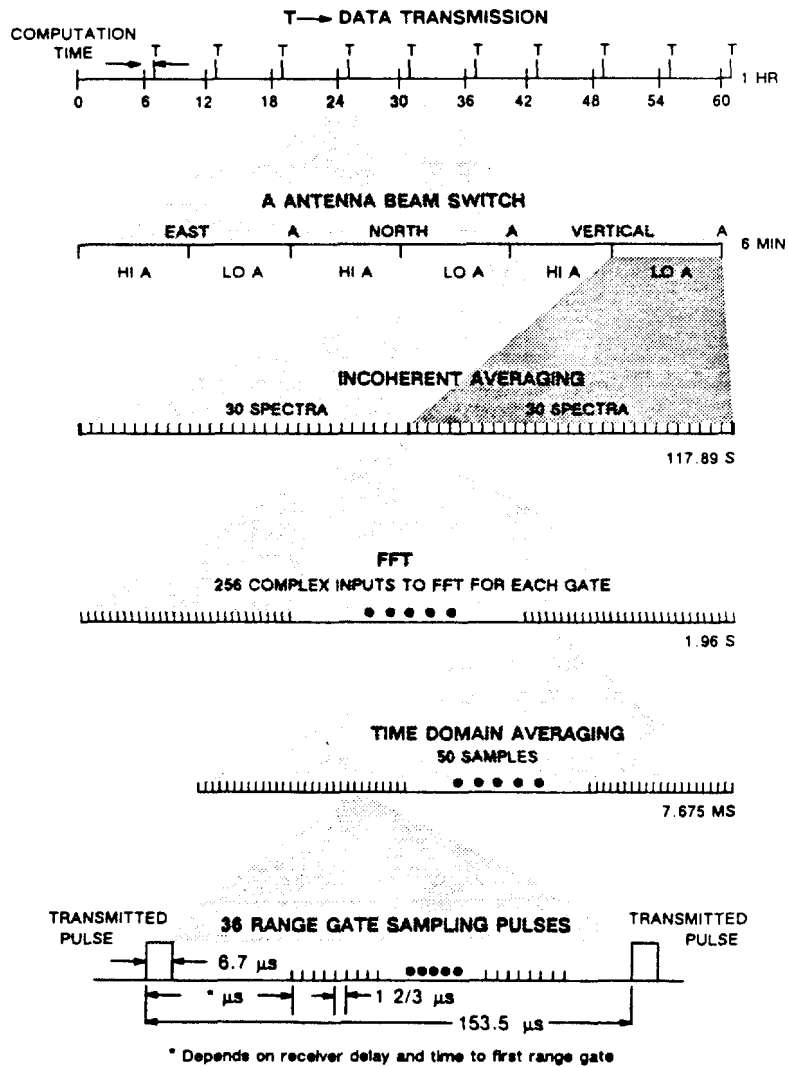 T→ DATA TRANSMISSION
COMPUTATION
TIME
T T T T T T T T T T
1 HR
0 6 12 18 24 30 36 42 48 54 60
A ANTENNA BEAM SWITCH
EAST A NORTH A VERTICAL A
6 MIN
HI A LO A HI A LO A HI A LO A
INCOHERENT AVERAGING
30 SPECTRA 30 SPECTRA
117.89 S
FFT
256 COMPLEX INPUTS TO FFT FOR EACH GATE
1.96 S
TIME DOMAIN AVERAGING
50 SAMPLES
7.675 MS
TRANSMITTED
PULSE
36 RANGE GATE SAMPLING PULSES
TRANSMITTED
PULSE
6.7 μs
* μs
1 2/3 μs
153.5 μs
* Depends on receiver delay and time to first range gate